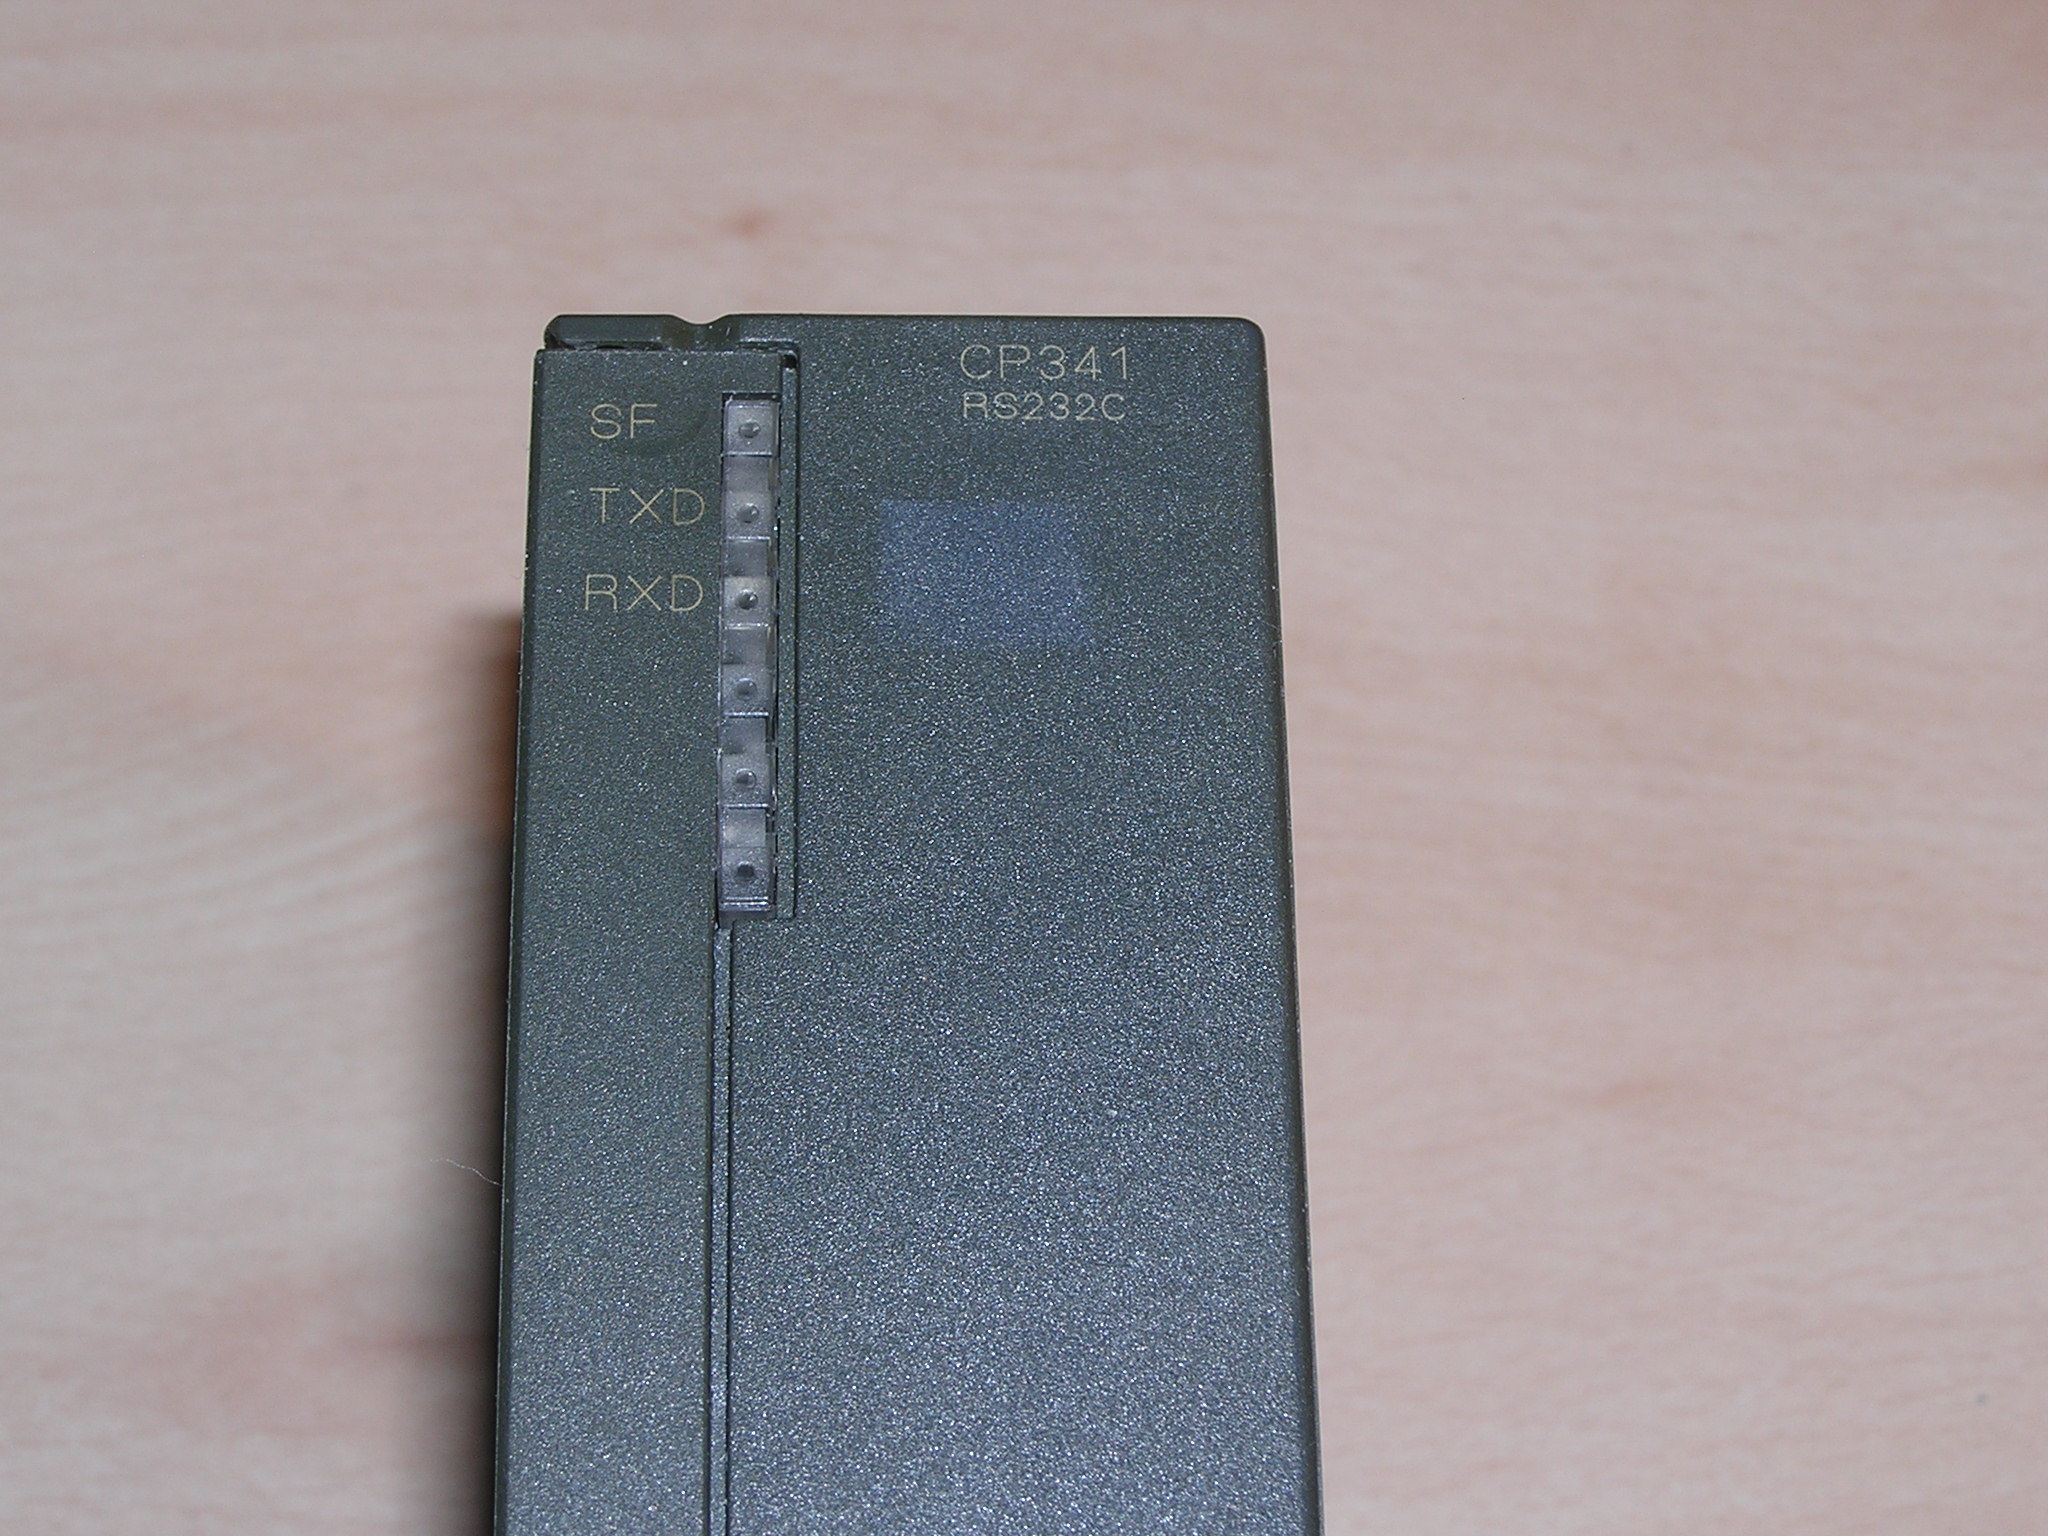 CP341
RS232C
SF
TXD
RXD